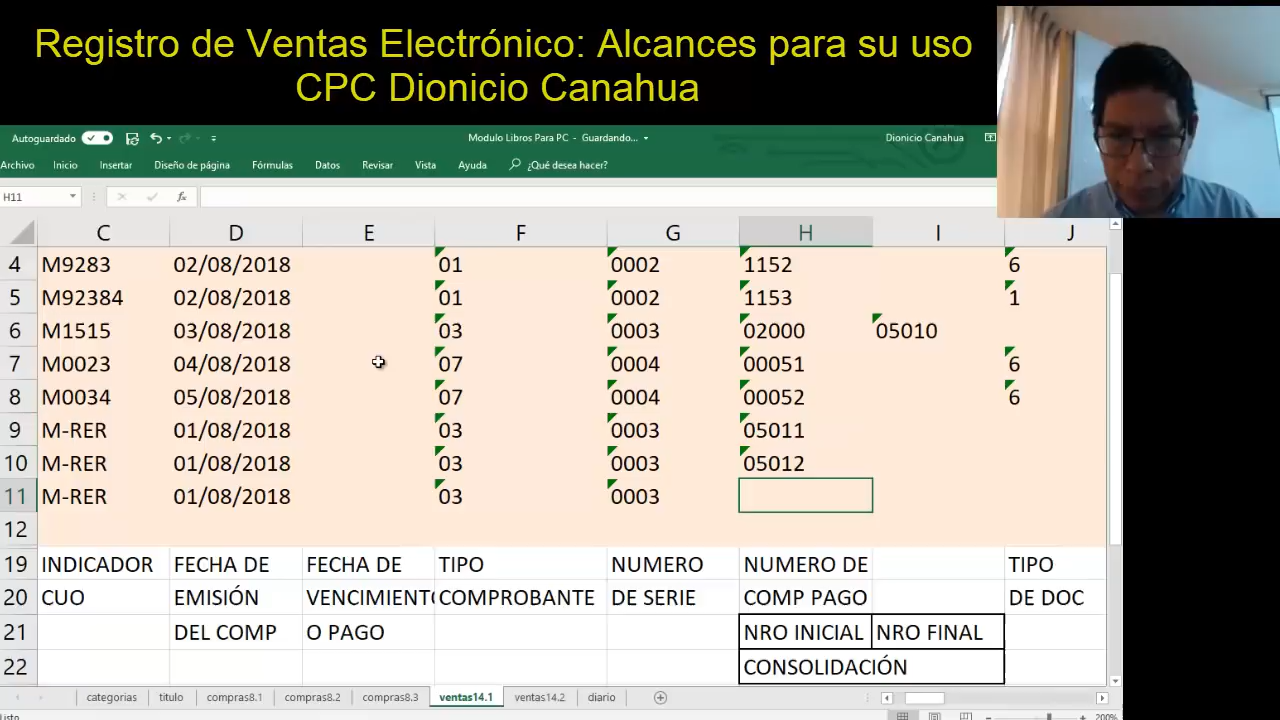 Registro de Ventas Electrónico: Alcances para su uso
CPC Dionicio Canahua
Autoguardado Modulo Libros Para PC - Guardando... Dionicio Canahua
Archivo Inicio Insertar Diseño de página Fórmulas Datos Revisar Vista Ayuda ¿Qué desea hacer?
H11 fx
C D E F G H I J
4 M9283 02/08/2018 01 0002 1152 6
5 M92384 02/08/2018 01 0002 1153 1
6 M1515 03/08/2018 03 0003 02000 05010
7 M0023 04/08/2018 07 0004 00051 6
8 M0034 05/08/2018 07 0004 00052 6
9 M-RER 01/08/2018 03 0003 05011
10 M-RER 01/08/2018 03 0003 05012
11 M-RER 01/08/2018 03 0003
12
19 INDICADOR FECHA DE FECHA DE TIPO NUMERO NUMERO DE TIPO
20 CUO EMISIÓN VENCIMIENTO COMPROBANTE DE SERIE COMP PAGO DE DOC
21 DEL COMP O PAGO NRO INICIAL NRO FINAL
22 CONSOLIDACIÓN
categorias titulo compras8.1 compras8.2 compras8.3 ventas14.1 ventas14.2 diario
Listo 200%